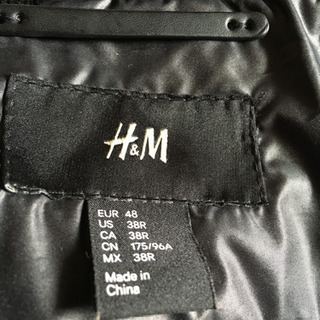 H&M
EUR 48
US 38R
CA 38R
CN 175/96A
MX 38R
Made in
China